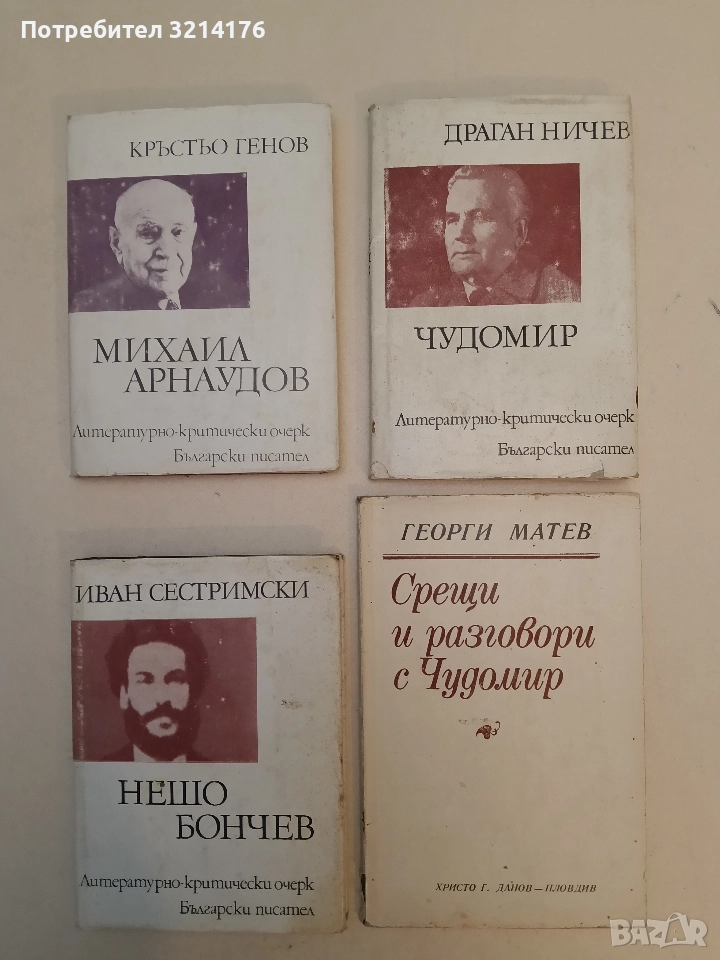 Потребител 3214176
КРЪСТЬО ГЕНОВ
МИХАИЛ
АРНАУДОВ
Литературно-критически очерк
Български писател
ДРАГАН НИЧЕВ
ЧУДОМИР
Литературно-критически очерк
Български писател
ИВАН СЕСТРИМСКИ
НЕШО
БОНЧЕВ
Литературно-критически очерк
Български писател
ГЕОРГИ МАТЕВ
Срещи
и разговори
с Чудомир
ХРИСТО Г. ДАНОВ — ПЛОВДИВ
BAZAR